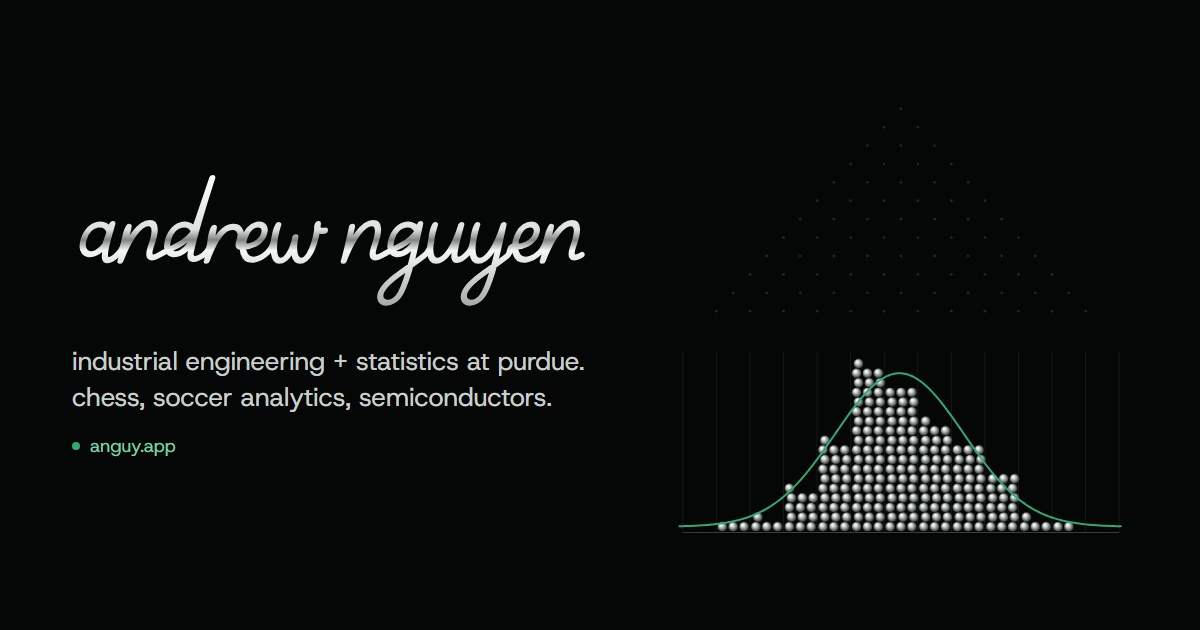 andrew nguyen
industrial engineering + statistics at purdue.
chess, soccer analytics, semiconductors.
anguy.app